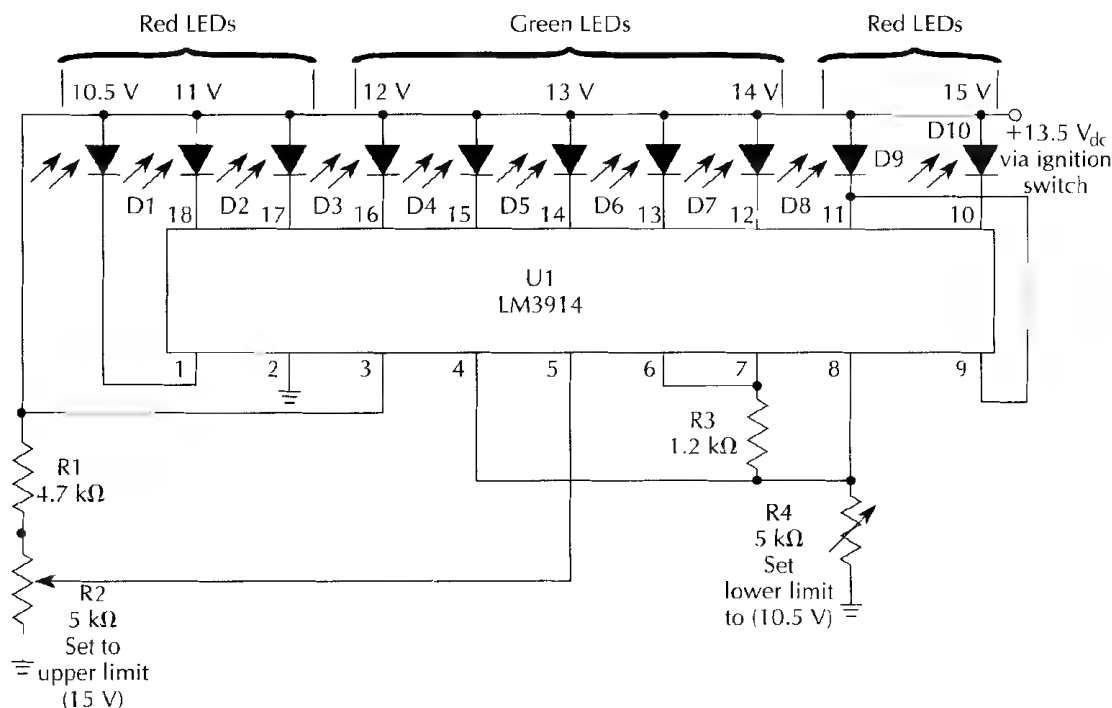 Red LEDs
Green LEDs
Red LEDs
10.5 V
11 V
12 V
13 V
14 V
15 V
D10
+13.5 Vdc
via ignition
switch
D1
D2
D3
D4
D5
D6
D7
D8
D9
18
17
16
15
14
13
12
11
10
U1
LM3914
1
2
3
4
5
6
7
8
9
R1
4.7 kΩ
R3
1.2 kΩ
R2
5 kΩ
Set to
upper limit
(15 V)
R4
5 kΩ
Set
lower limit
to (10.5 V)